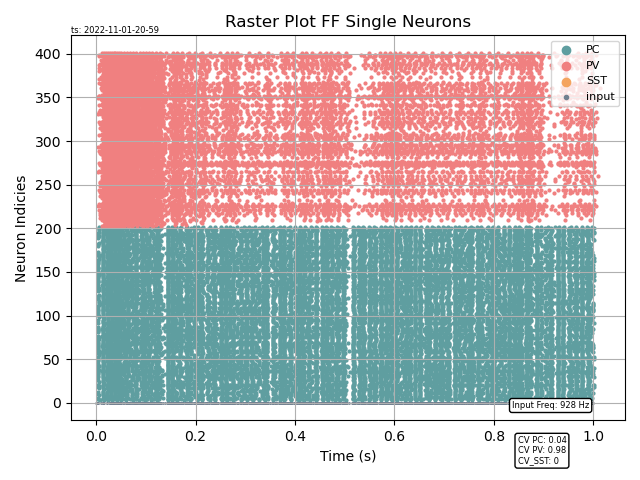 Raster Plot FF Single Neurons
ts: 2022-11-01-20-59
PC
PV
SST
input
400
350
300
250
200
150
100
50
0
Neuron Indicies
Input Freq: 928 Hz
0.0 0.2 0.4 0.6 0.8 1.0
Time (s)
CV PC: 0.04
CV PV: 0.98
CV_SST: 0